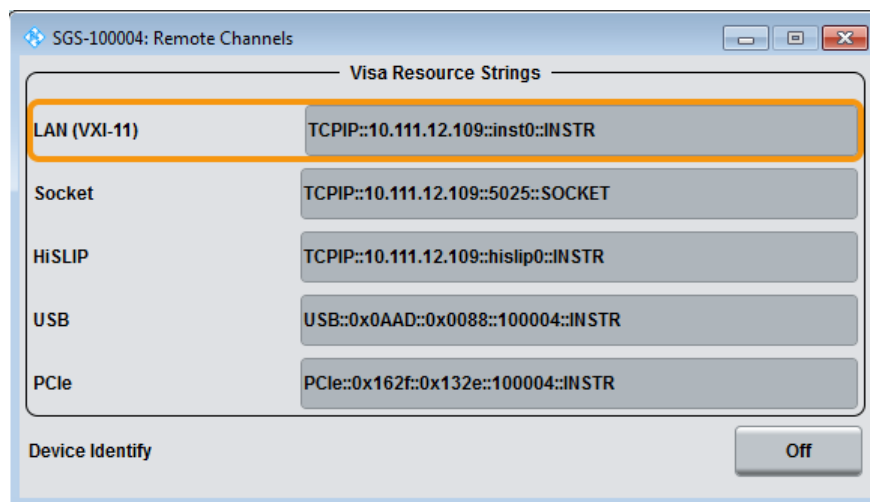 SGS-100004: Remote Channels
Visa Resource Strings
LAN (VXI-11) TCPIP::10.111.12.109::inst0::INSTR
Socket TCPIP::10.111.12.109::5025::SOCKET
HiSLIP TCPIP::10.111.12.109::hislip0::INSTR
USB USB::0x0AAD::0x0088::100004::INSTR
PCIe PCIe::0x162f::0x132e::100004::INSTR
Device Identify Off